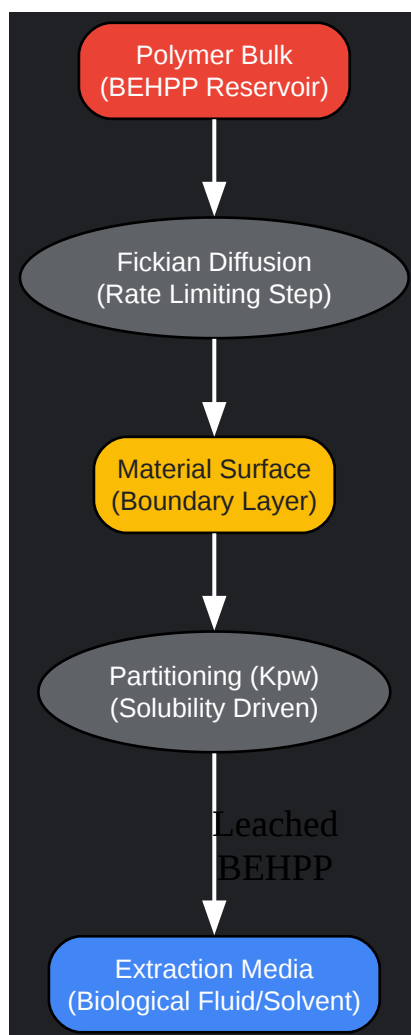 Polymer Bulk
(BEHPP Reservoir)
Fickian Diffusion
(Rate Limiting Step)
Material Surface
(Boundary Layer)
Partitioning (Kpw)
(Solubility Driven)
Leached
BEHPP
Extraction Media
(Biological Fluid/Solvent)